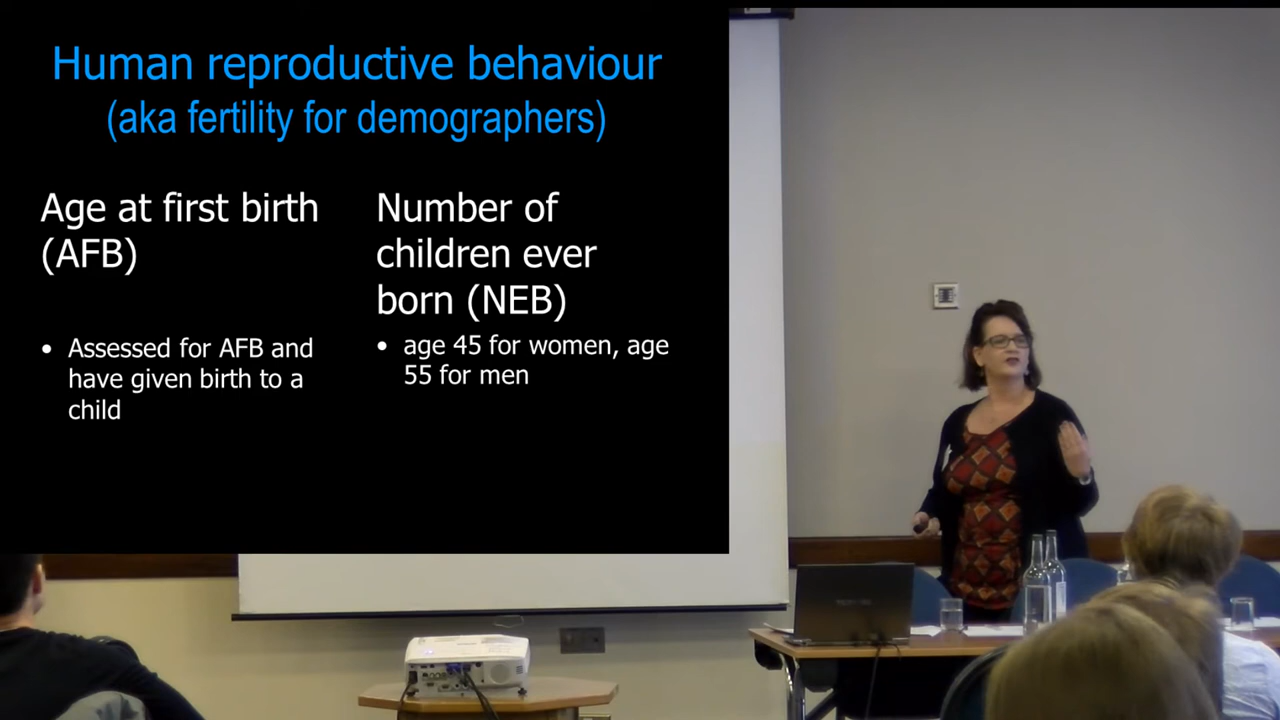 Human reproductive behaviour
(aka fertility for demographers)
Age at first birth
(AFB)
• Assessed for AFB and
have given birth to a
child
Number of
children ever
born (NEB)
• age 45 for women, age
55 for men